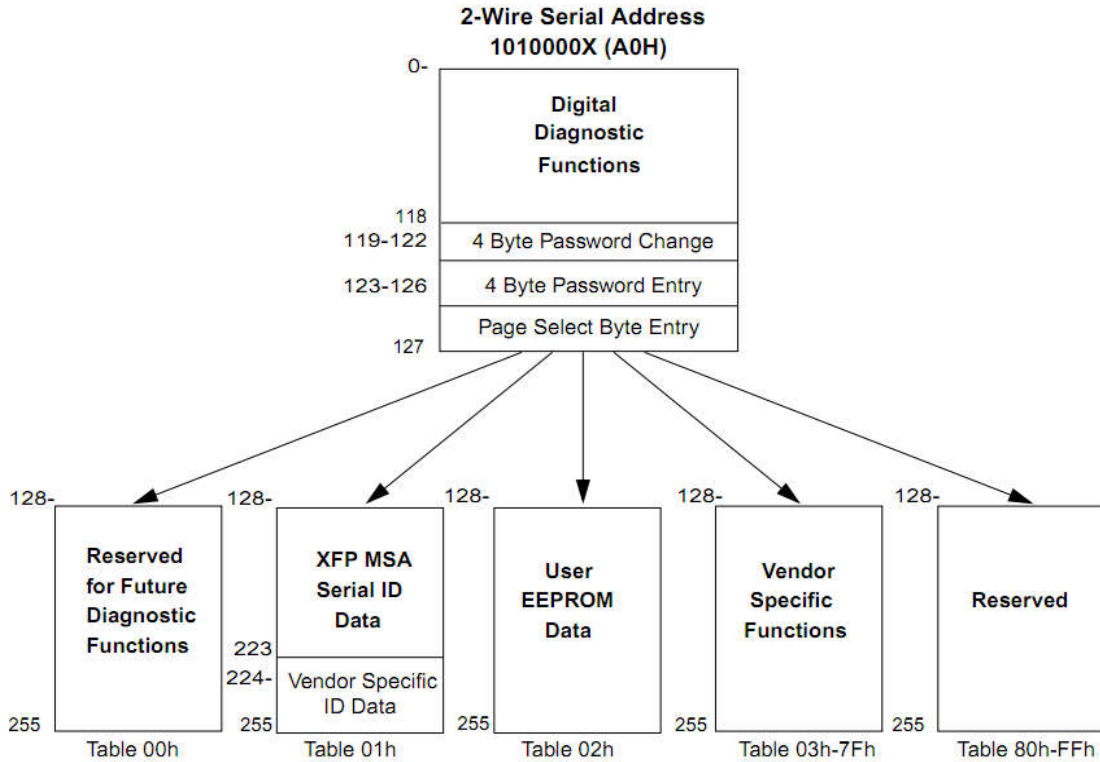 2-Wire Serial Address
1010000X (A0H)
0-
Digital
Diagnostic
Functions
118
119-122
4 Byte Password Change
123-126
4 Byte Password Entry
Page Select Byte Entry
127
128-
Reserved
for Future
Diagnostic
Functions
255
Table 00h
128-
XFP MSA
Serial ID
Data
223
224-
Vendor Specific
ID Data
255
Table 01h
128-
User
EEPROM
Data
255
Table 02h
128-
Vendor
Specific
Functions
255
Table 03h-7Fh
128-
Reserved
255
Table 80h-FFh